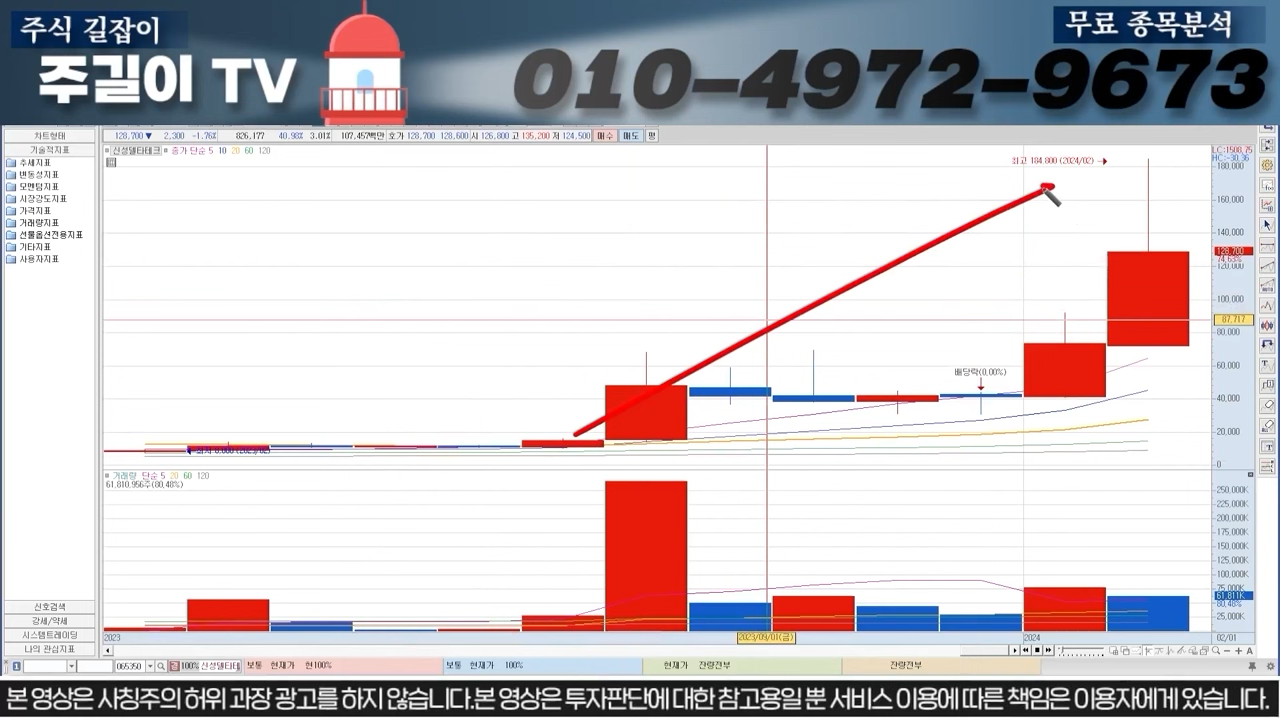 주식 길잡이
주길이 TV
무료 종목분석
010-4972-9673
차트형태
기술적지표
추세지표
변동성지표
모멘텀지표
시장강도지표
가격지표
거래량지표
선물옵션전용지표
기타지표
사용자지표
신호검색
강세/약세
시스템트레이딩
나의 관심지표
128,700 ▼ 2,300 -1.76% 826,177 40.98% 3.01% 107,457백만 호가 128,700 128,600 시 126,800 고 135,200 저 124,500 매수 매도 평
신성델타테크 종가 단순 5 10 20 60 120
최고 184,800 (2024/02)
배당락(0.00%)
LC:1508.75
HC:-30.36
180,000
160,000
140,000
128,700
74.63%
120,000
100,000
87,717
80,000
60,000
40,000
20,000
0
거래량 단순 5 20 60 120
61,810,956주(80.48%)
250,000K
225,000K
200,000K
175,000K
150,000K
125,000K
100,000K
75,000K
61,811K
80.48%
25,000K
2023
2023/09/01(금)
2024
02/01
065350 100% 신성델타테 보통 현재가 현100% 보통 현재가 100% 현재가 잔량전부 잔량전부
본 영상은 사칭주의 허위 과장 광고를 하지 않습니다.본 영상은 투자판단에 대한 참고용일 뿐 서비스 이용에 따른 책임은 이용자에게 있습니다.